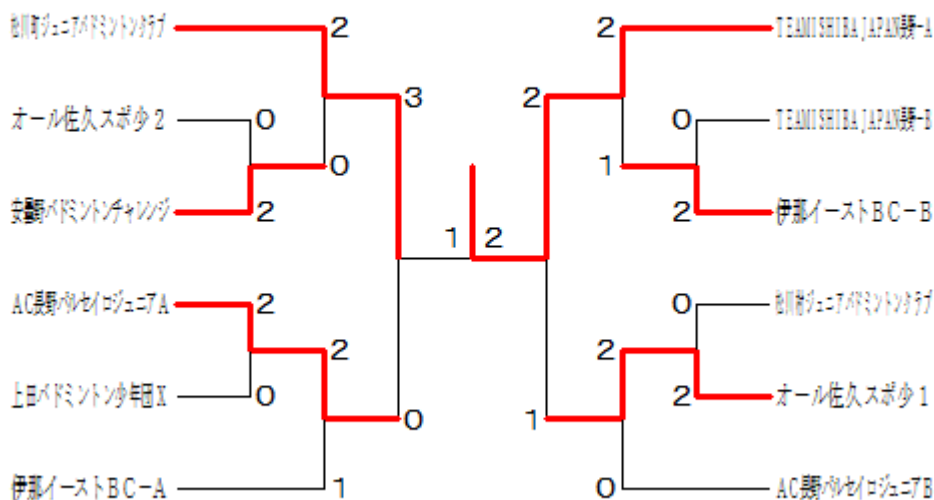 松川町ジュニアバドミントンクラブ
2
2
TEAM ISHIBA JAPAN長野-A
3
2
オール佐久スポ少2
0
0
TEAM ISHIBA JAPAN長野-B
0
1
安曇野バドミントンチャレンジ
2
2
伊那イーストBC-B
1
2
AC長野パルセイロジュニアA
2
0
松川村ジュニアバドミントンクラブ
2
2
上田バドミントン少年団X
0
2
オール佐久スポ少1
0
1
伊那イーストBC-A
1
0
AC長野パルセイロジュニアB